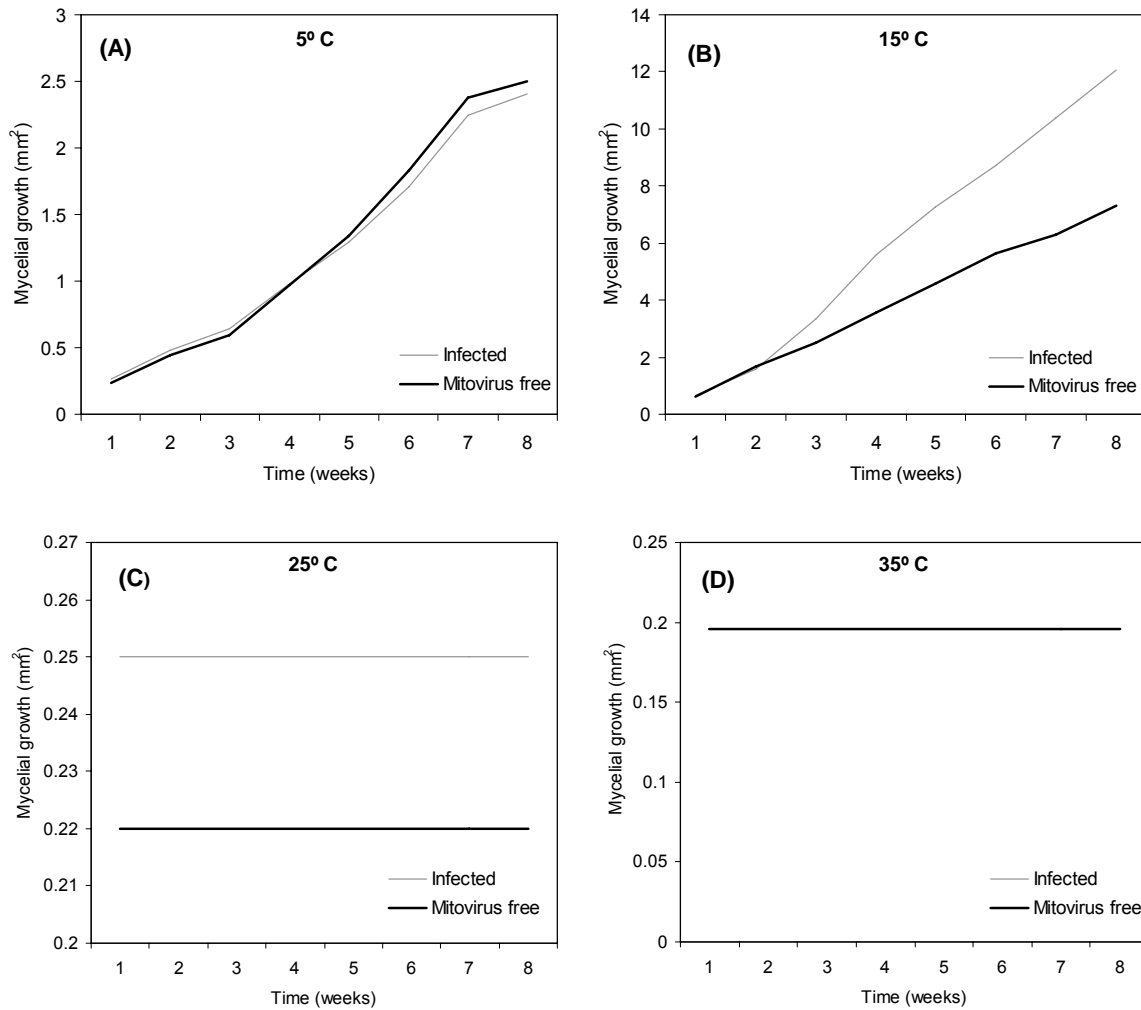 (A)
5º C
Mycelial growth (mm²)
3
2.5
2
1.5
1
0.5
0
Infected
Mitovirus free
1 2 3 4 5 6 7 8
Time (weeks)
(B)
15º C
Mycelial growth (mm²)
14
12
10
8
6
4
2
0
Infected
Mitovirus free
1 2 3 4 5 6 7 8
Time (weeks)
(C)
25º C
Mycelial growth (mm²)
0.27
0.26
0.25
0.24
0.23
0.22
0.21
0.2
Infected
Mitovirus free
1 2 3 4 5 6 7 8
Time (weeks)
(D)
35º C
Mycelial growth (mm²)
0.25
0.2
0.15
0.1
0.05
0
Infected
Mitovirus free
1 2 3 4 5 6 7 8
Time (weeks)